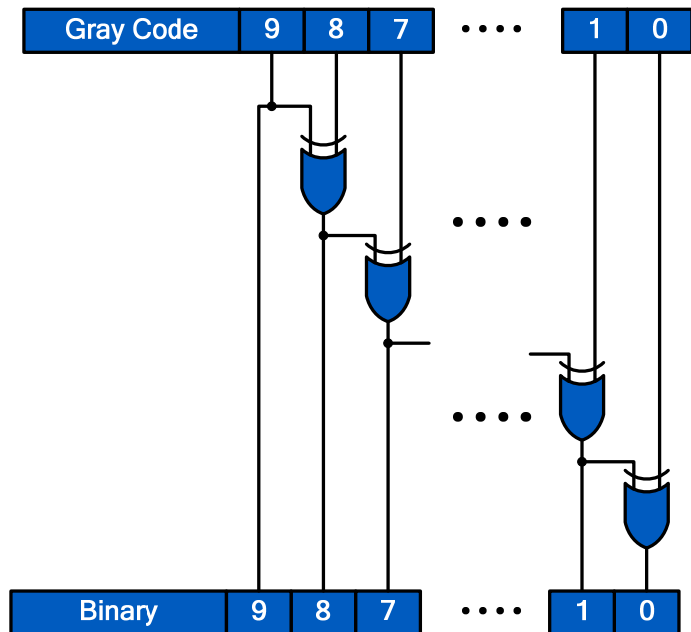 Gray Code 9 8 7 •••• 1 0
••••
••••
Binary 9 8 7 •••• 1 0